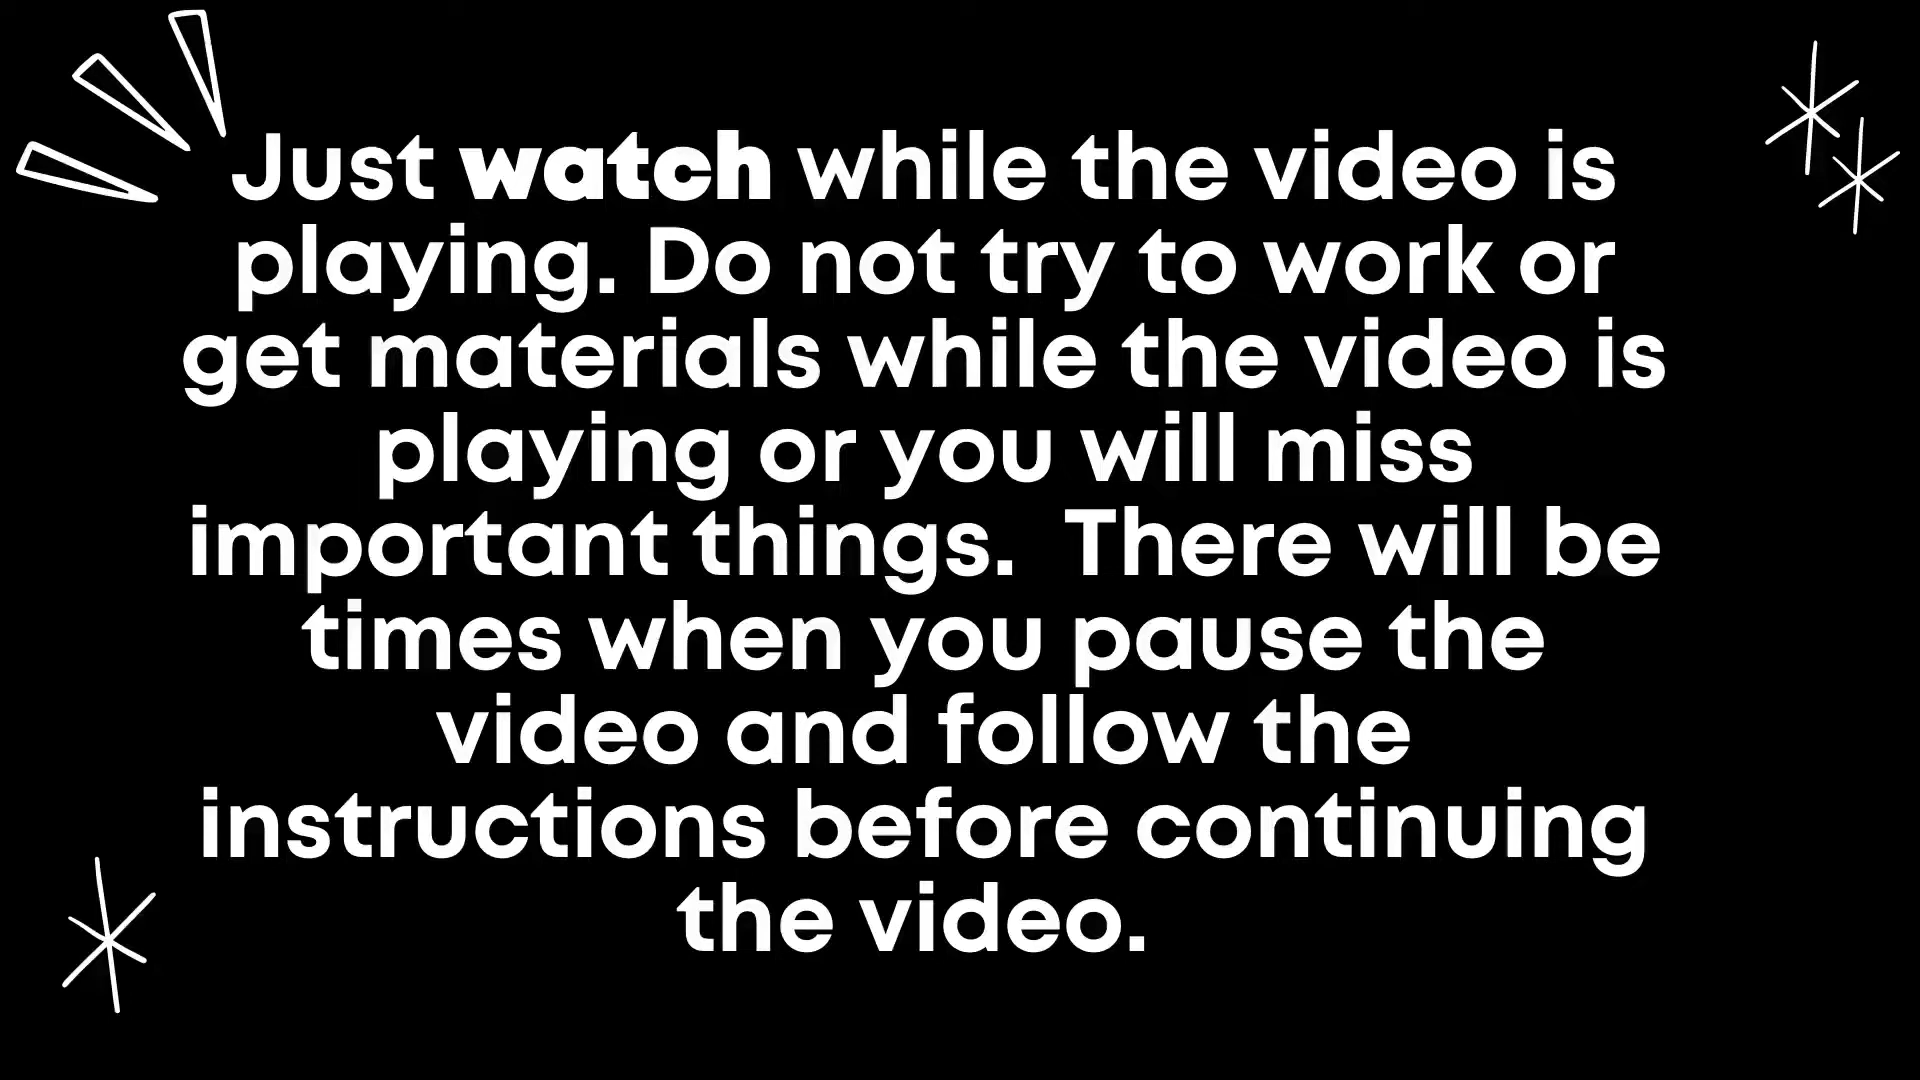 Just watch while the video is
playing. Do not try to work or
get materials while the video is
playing or you will miss
important things.  There will be
times when you pause the
video and follow the
instructions before continuing
the video.